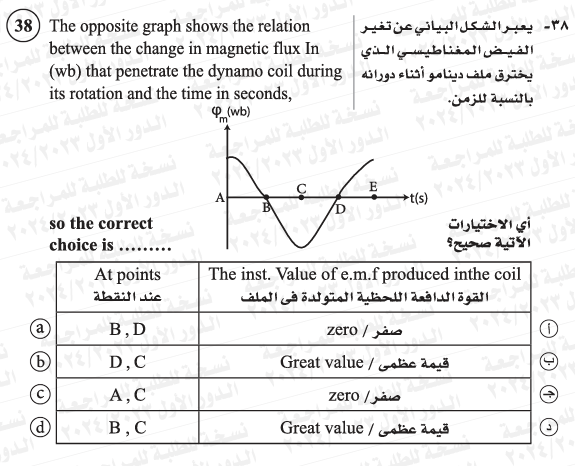 38 The opposite graph shows the relation
between the change in magnetic flux In
(wb) that penetrate the dynamo coil during
its rotation and the time in seconds,
٣٨- يعبر الشكل البياني عن تغير
الفيض المغناطيسي الذي
يخترق ملف دينامو أثناء دورانه
بالنسبة للزمن.
φm (wb)
A B C D E t(s)
so the correct
choice is .........
أي الاختيارات
الآتية صحيح؟
At points The inst. Value of e.m.f produced inthe coil
عند النقطة القوة الدافعة اللحظية المتولدة في الملف
a B , D zero / صفر أ
b D , C Great value / قيمة عظمى ب
c A , C zero / صفر ج
d B , C Great value / قيمة عظمى د
نسخة للطلبة للمراجعة
الدور الأول ٢٠٢٤/٢٠٢٣